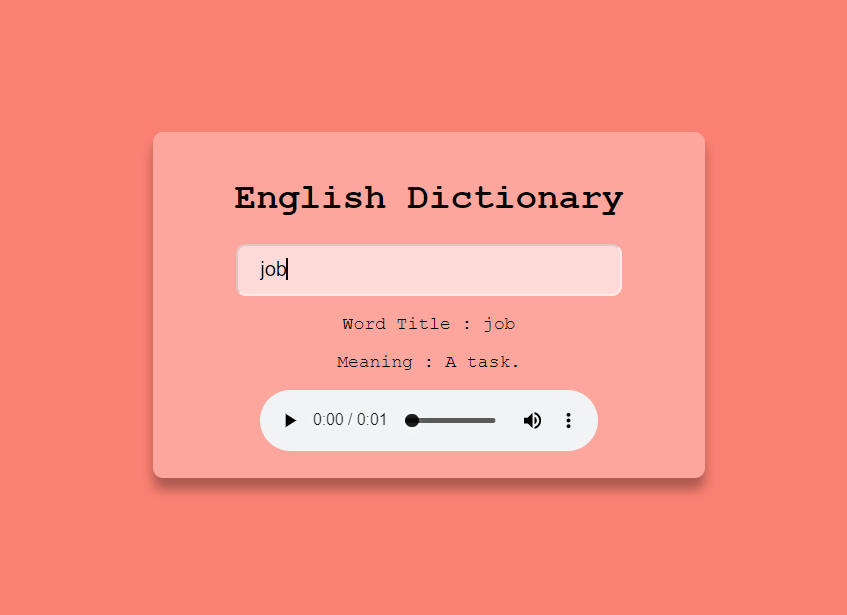 English Dictionary
job
Word Title : job
Meaning : A task.
0:00 / 0:01